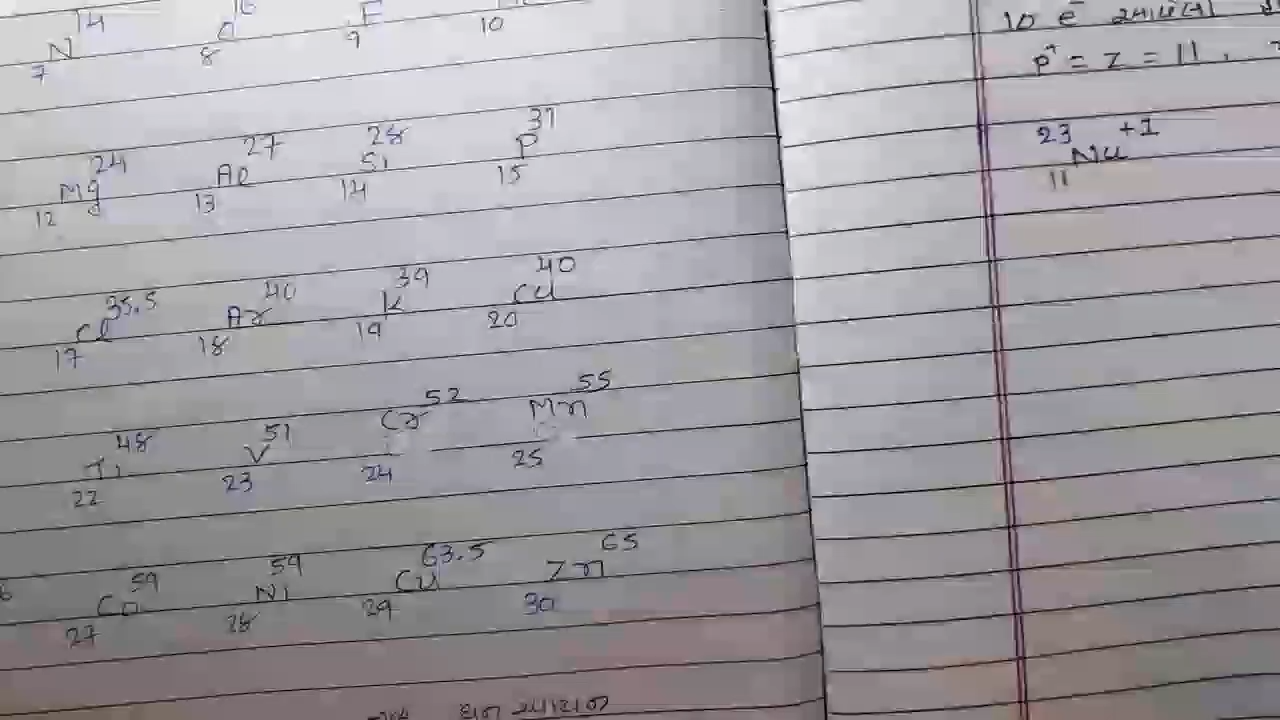 7 N 14 8 O 16 9 F 10
12 Mg 24 13 Al 27 14 Si 28 15 P 31
17 Cl 35.5 18 Ar 40 19 K 39 20 Ca 40
22 Ti 48 23 V 51 24 Cr 52 25 Mn 55
27 Co 59 28 Ni 59 29 Cu 63.5 30 Zn 65
10 e⁻
p⁺ = Z = 11,
23 +1
11 Na